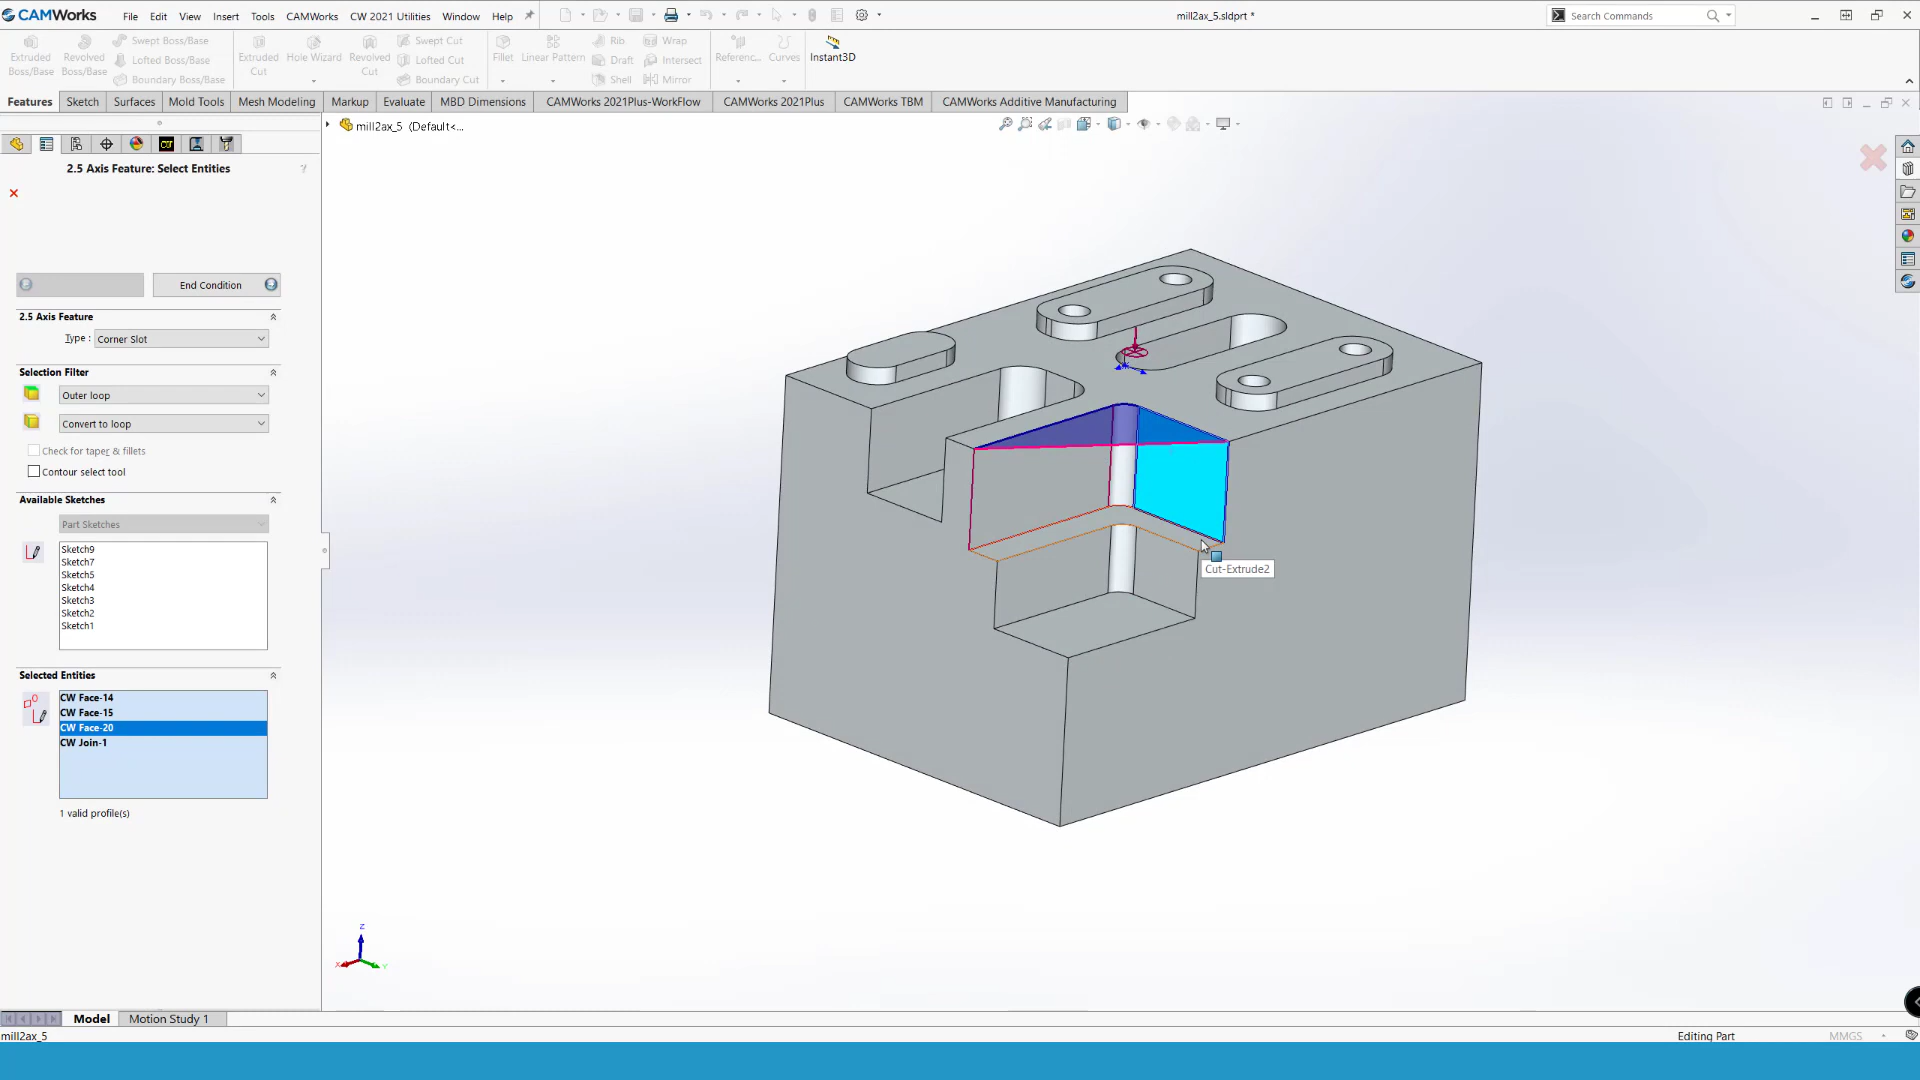 CAMWorks File Edit View Insert Tools CAMWorks CW 2021 Utilities Window Help mill2ax_5.sldprt * Search Commands
Extruded Boss/Base
Revolved Boss/Base
Swept Boss/Base
Lofted Boss/Base
Boundary Boss/Base
Extruded Cut
Hole Wizard
Revolved Cut
Swept Cut
Lofted Cut
Boundary Cut
Fillet
Linear Pattern
Rib
Draft
Shell
Wrap
Intersect
Mirror
Referenc...
Curves
Instant3D
Features Sketch Surfaces Mold Tools Mesh Modeling Markup Evaluate MBD Dimensions CAMWorks 2021Plus-WorkFlow CAMWorks 2021Plus CAMWorks TBM CAMWorks Additive Manufacturing
mill2ax_5 (Default<...
2.5 Axis Feature: Select Entities ?
End Condition
2.5 Axis Feature
Type : Corner Slot
Selection Filter
Outer loop
Convert to loop
Check for taper & fillets
Contour select tool
Available Sketches
Part Sketches
Sketch9
Sketch7
Sketch5
Sketch4
Sketch3
Sketch2
Sketch1
Selected Entities
CW Face-14
CW Face-15
CW Face-20
CW Join-1
1 valid profile(s)
Cut-Extrude2
Z
X
Y
Model Motion Study 1
mill2ax_5 Editing Part MMGS